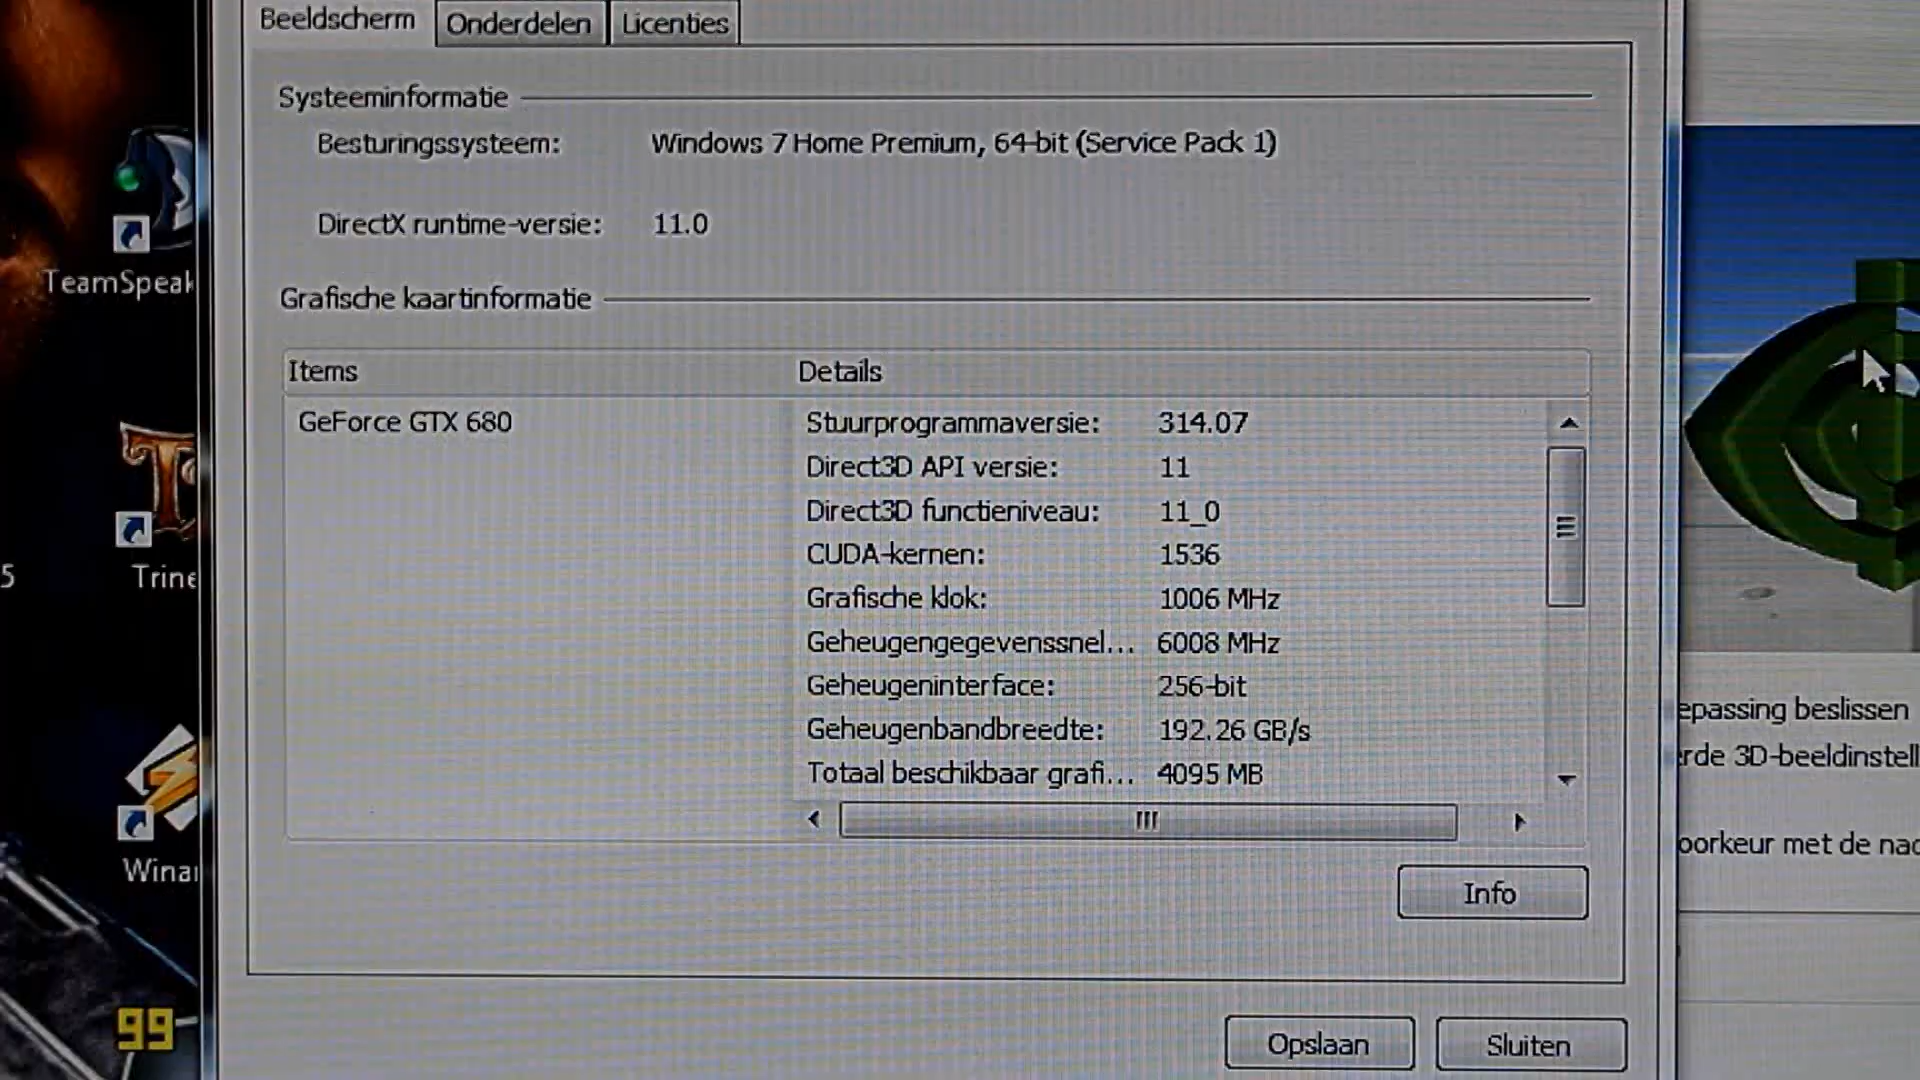 Beeldscherm Onderdelen Licenties
Systeeminformatie
Besturingssysteem: Windows 7 Home Premium, 64-bit (Service Pack 1)
DirectX runtime-versie: 11.0
Grafische kaartinformatie
Items Details
GeForce GTX 680
Stuurprogrammaversie: 314.07
Direct3D API versie: 11
Direct3D functieniveau: 11_0
CUDA-kernen: 1536
Grafische klok: 1006 MHz
Geheugengegevenssnel... 6008 MHz
Geheugeninterface: 256-bit
Geheugenbandbreedte: 192.26 GB/s
Totaal beschikbaar grafi... 4095 MB
Info
Opslaan Sluiten
TeamSpeak
5
Trine
Wina
99
epassing beslissen
rde 3D-beeldinstell
oorkeur met de nac